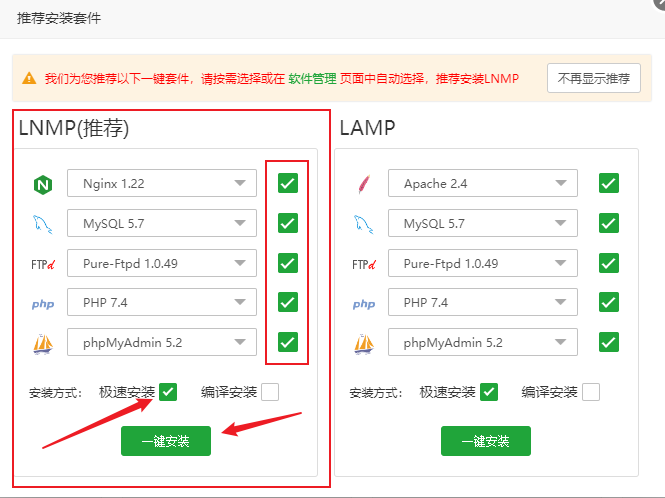 推荐安装套件
我们为您推荐以下一键套件，请按需选择或在 软件管理 页面中自动选择，推荐安装LNMP 不再显示推荐
LNMP(推荐)
Nginx 1.22
MySQL 5.7
FTPd Pure-Ftpd 1.0.49
php PHP 7.4
phpMyAdmin 5.2
安装方式： 极速安装 编译安装
一键安装
LAMP
Apache 2.4
MySQL 5.7
FTPd Pure-Ftpd 1.0.49
php PHP 7.4
phpMyAdmin 5.2
安装方式： 极速安装 编译安装
一键安装